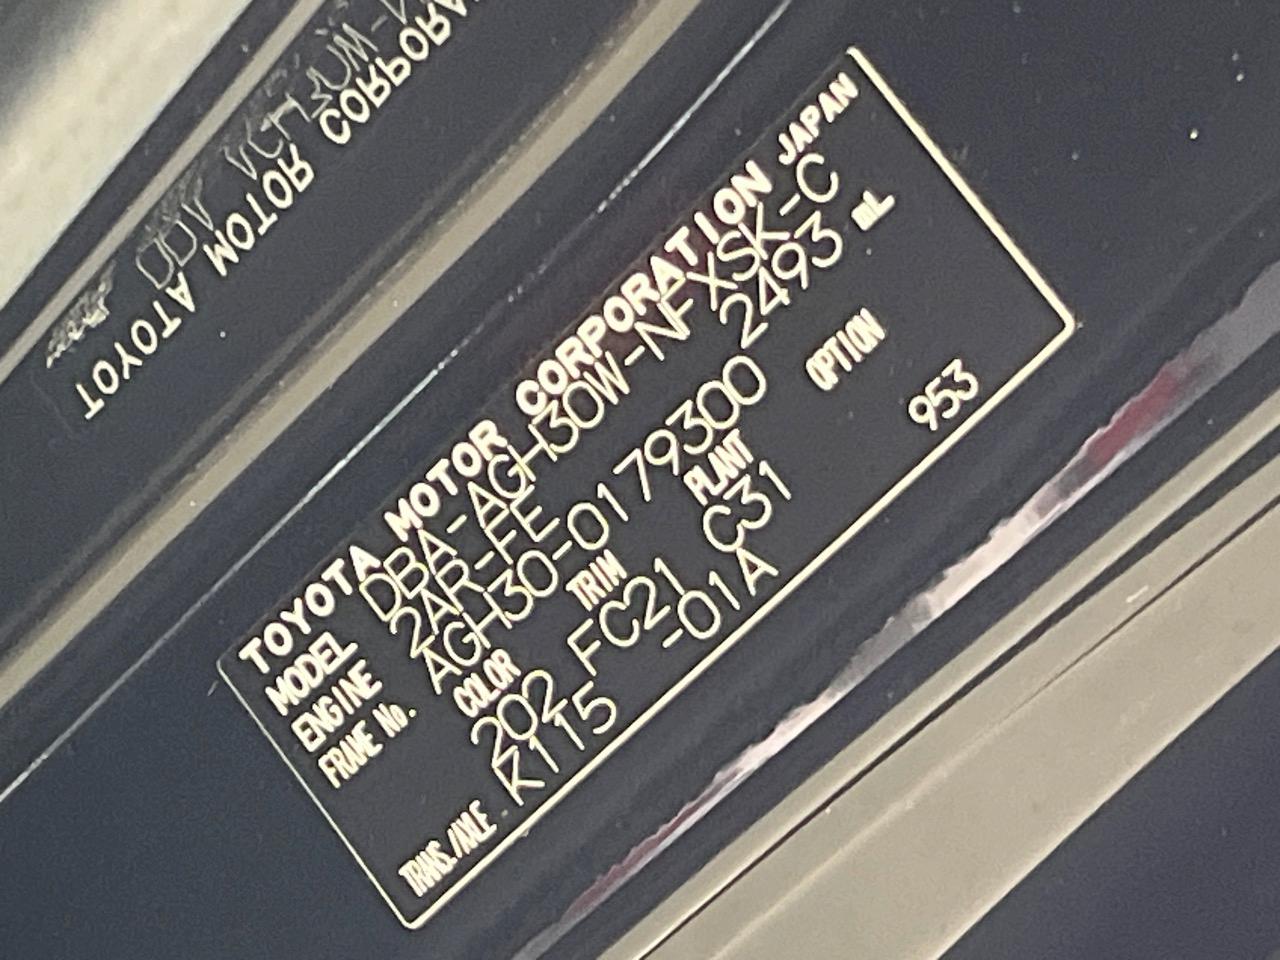 TOYOTA MOTOR CORPORATION JAPAN
MODEL DBA-AGH30W-NFXSK-C
ENGINE 2AR-FE 2493 mL
FRAME No. AGH30-0179300
COLOR TRIM PLANT OPTION
202 FC21 C31 953
TRANS./AXLE K115 -01A
TOYOTA MOTOR